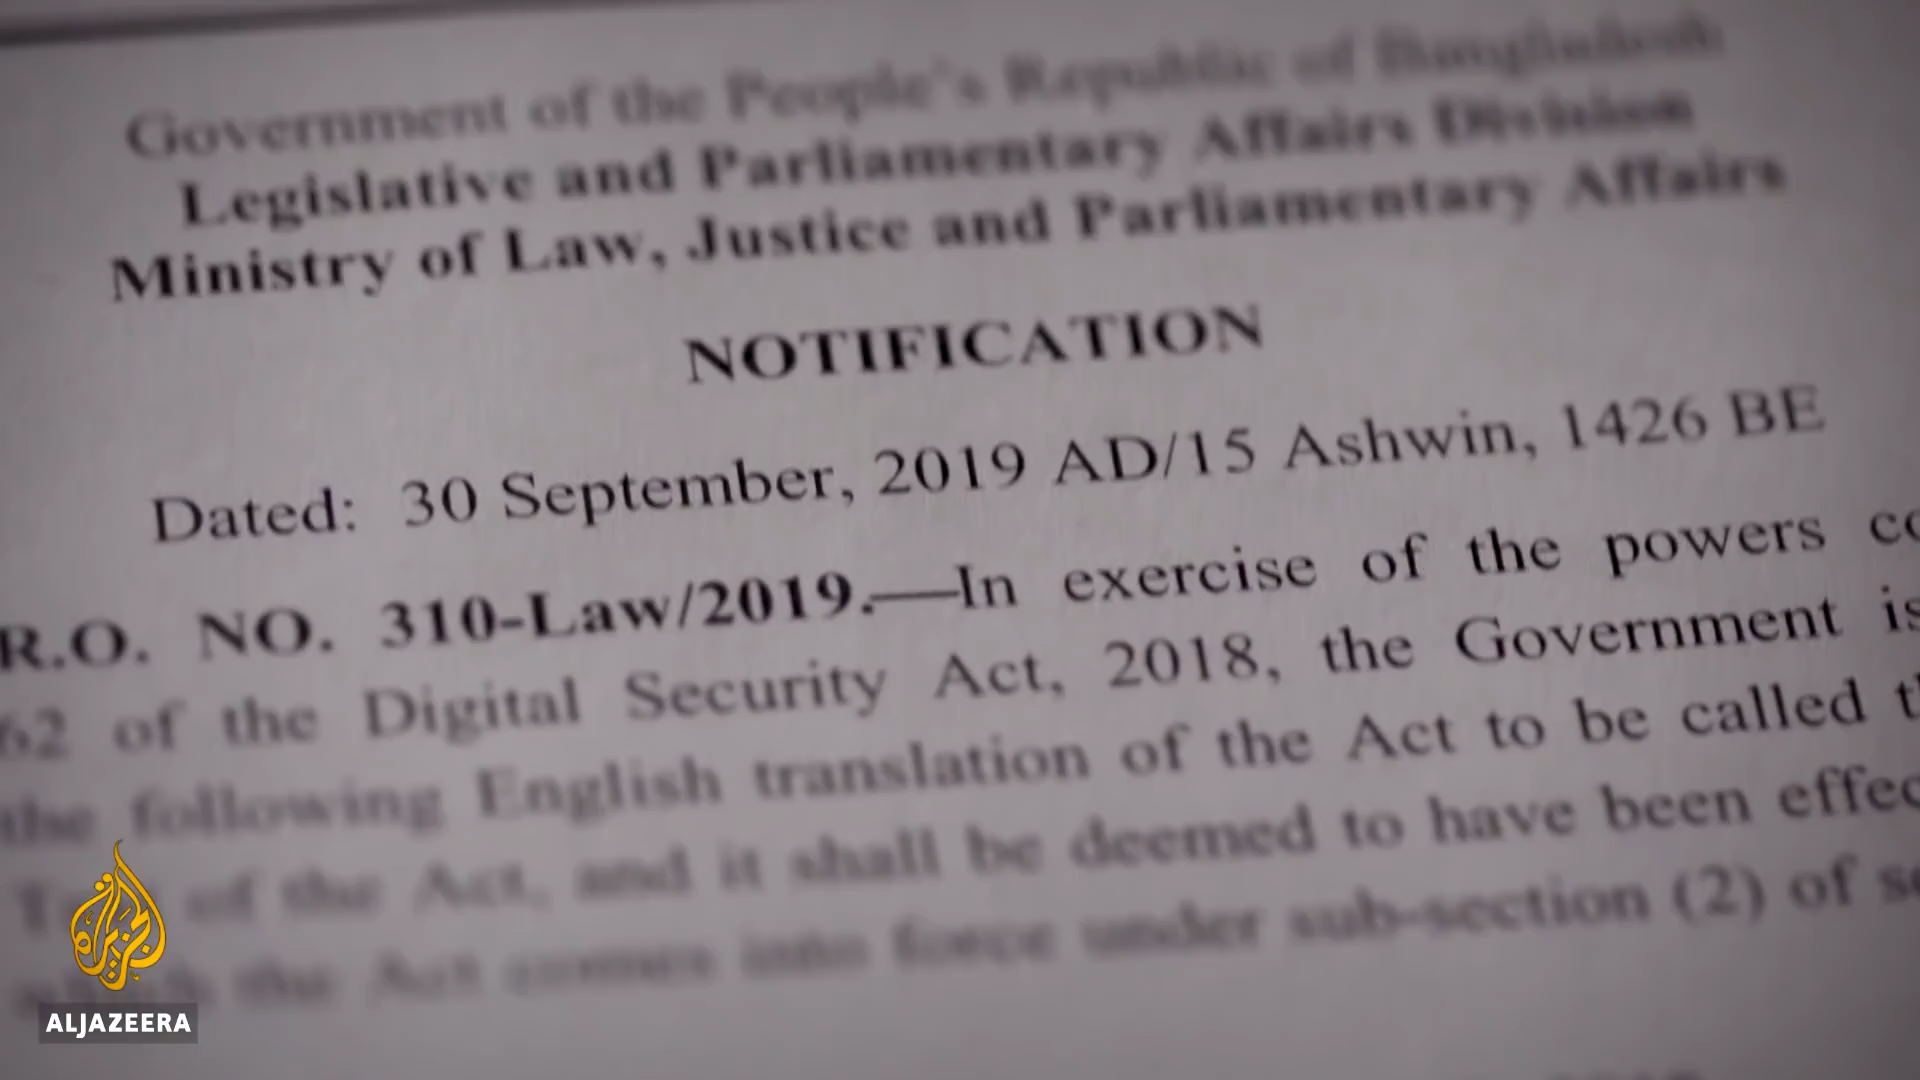 Government of the People's Republic of Bangladesh
Legislative and Parliamentary Affairs Division
Ministry of Law, Justice and Parliamentary Affairs
NOTIFICATION
Dated: 30 September, 2019 AD/15 Ashwin, 1426 BE
R.O. NO. 310-Law/2019.—In exercise of the powers co
62 of the Digital Security Act, 2018, the Government is
the following English translation of the Act to be called th
of the Act, and it shall be deemed to have been effec
which the Act comes into force under sub-section (2) of se
ALJAZEERA
الجزيرة